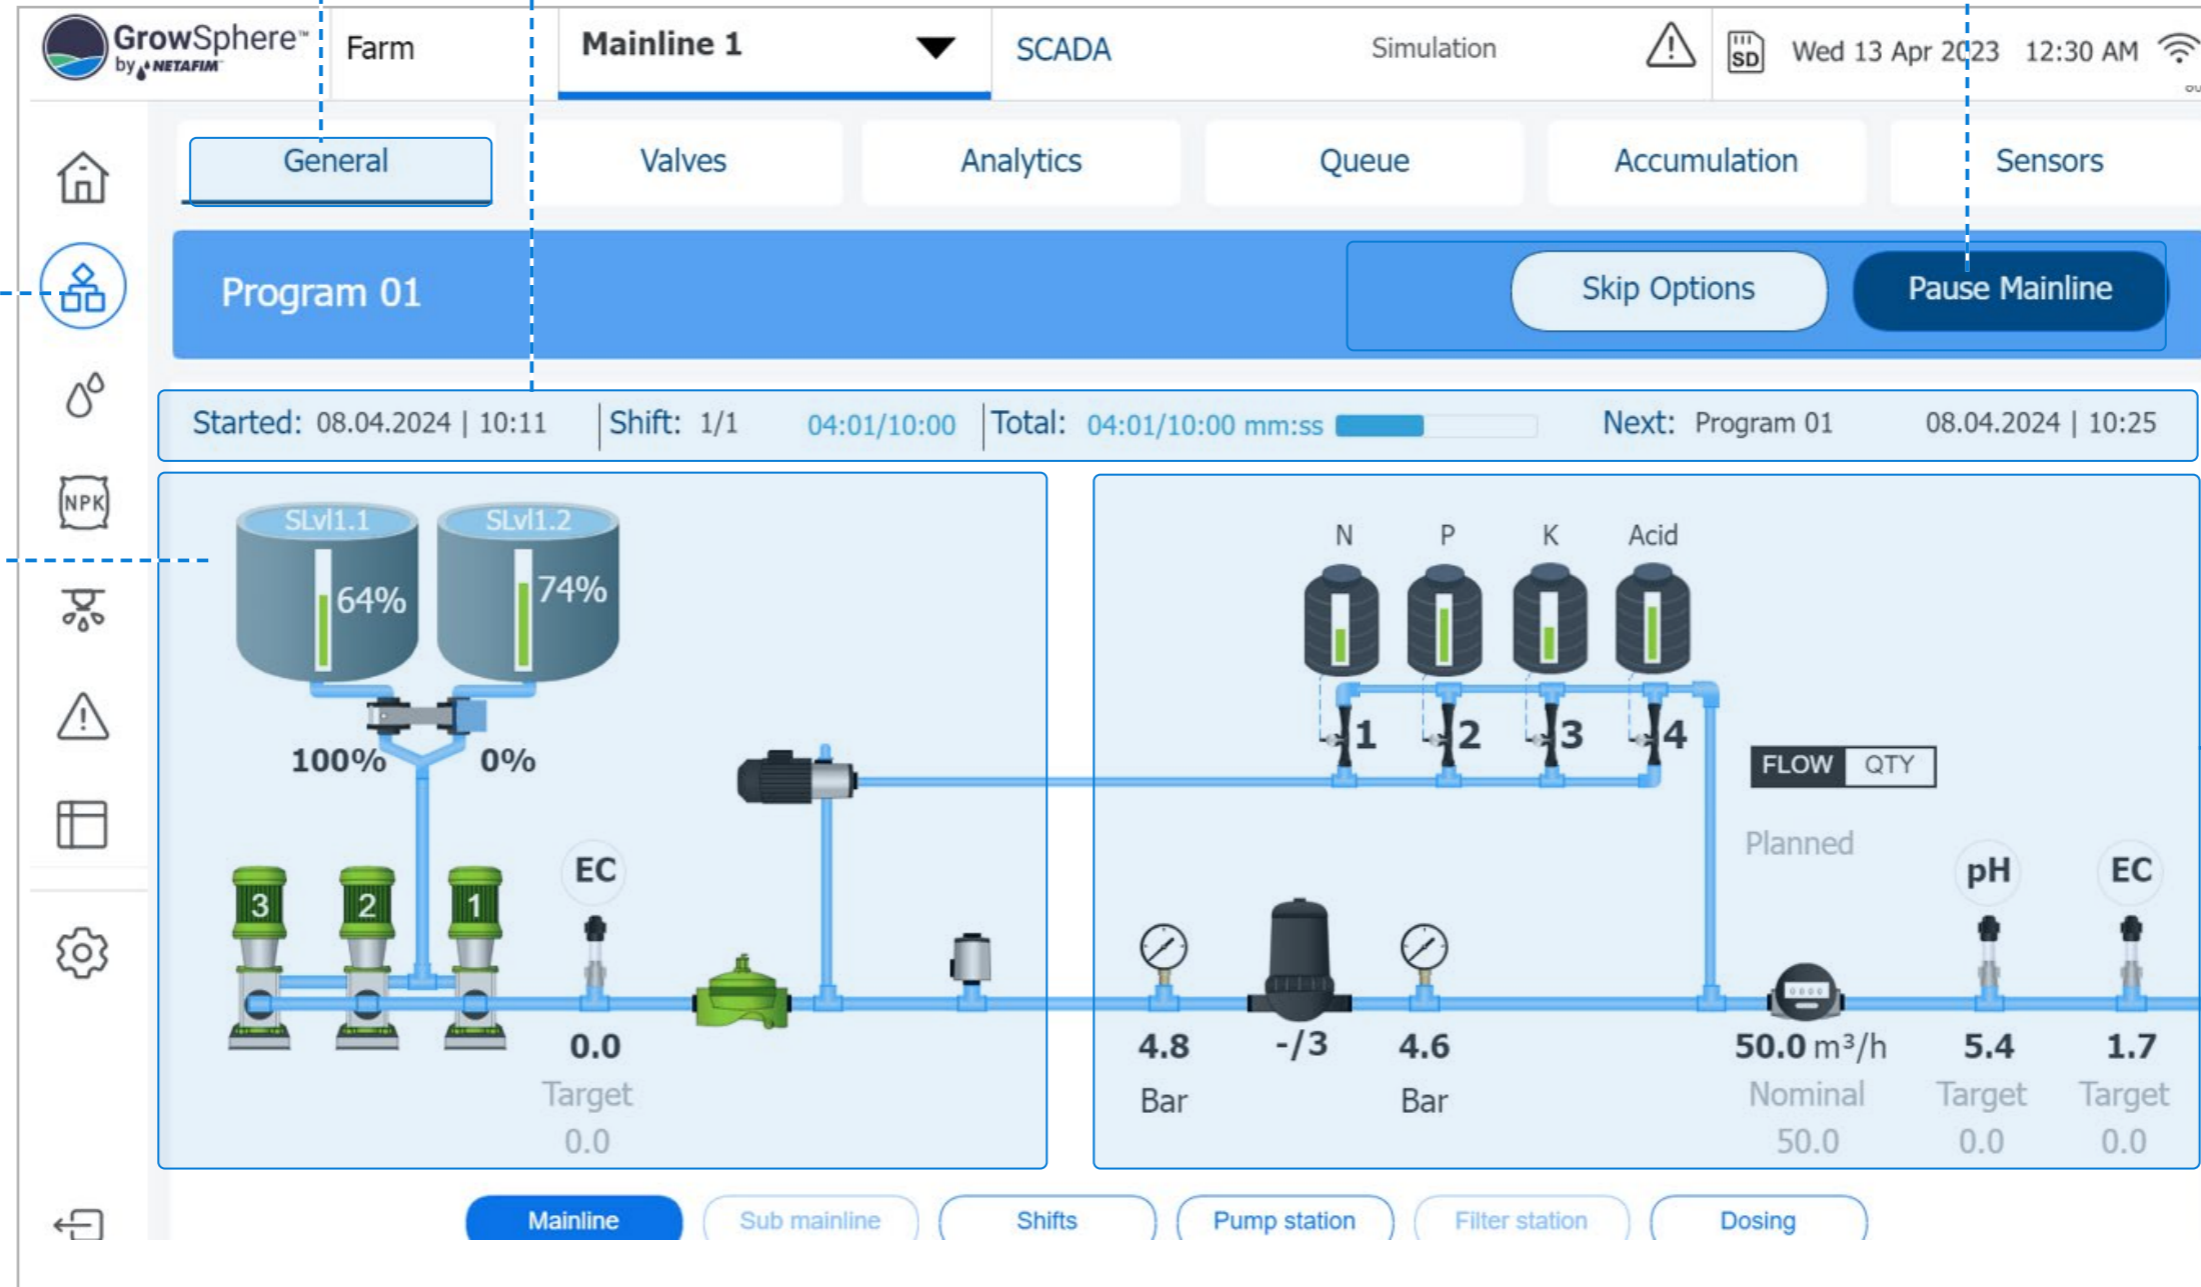 GrowSphere™
by NETAFIM™
Farm
Mainline 1
SCADA
Simulation
SD
Wed 13 Apr 2023 12:30 AM
General
Valves
Analytics
Queue
Accumulation
Sensors
Program 01
Skip Options
Pause Mainline
Started: 08.04.2024 | 10:11
Shift: 1/1 04:01/10:00
Total: 04:01/10:00 mm:ss
Next: Program 01 08.04.2024 | 10:25
NPK
SLvl1.1
SLvl1.2
64%
74%
100%
0%
N
P
K
Acid
1
2
3
4
FLOW QTY
Planned
3
2
1
EC
0.0
Target
0.0
4.8
Bar
-/3
4.6
Bar
0000
50.0 m³/h
Nominal
50.0
pH
5.4
Target
0.0
EC
1.7
Target
0.0
Mainline
Sub mainline
Shifts
Pump station
Filter station
Dosing